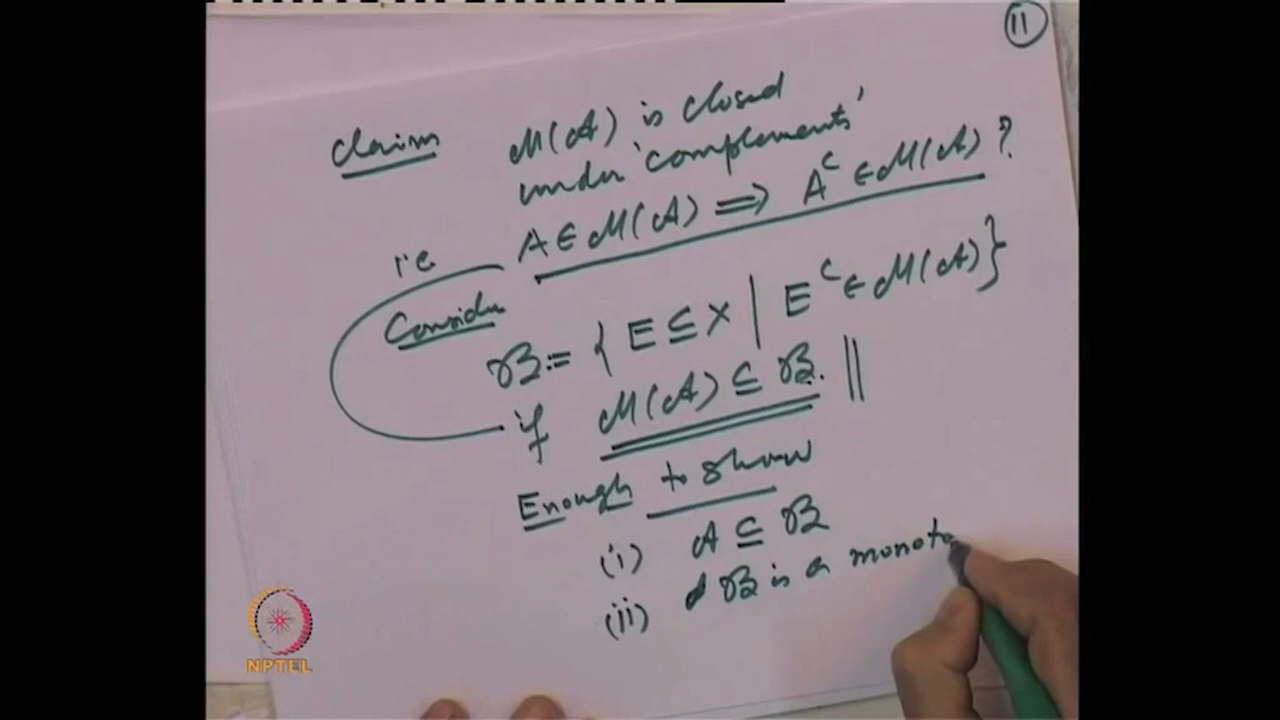 11
Claim M(A) is closed
under 'complements'
i.e. A ∈ M(A) ⟹ A^c ∈ M(A) ?
Consider
B := { E ⊆ X | E^c ∈ M(A) }
if M(A) ⊆ B. ||
Enough to show
(i) A ⊆ B
(ii) B is a monoto
NPTEL